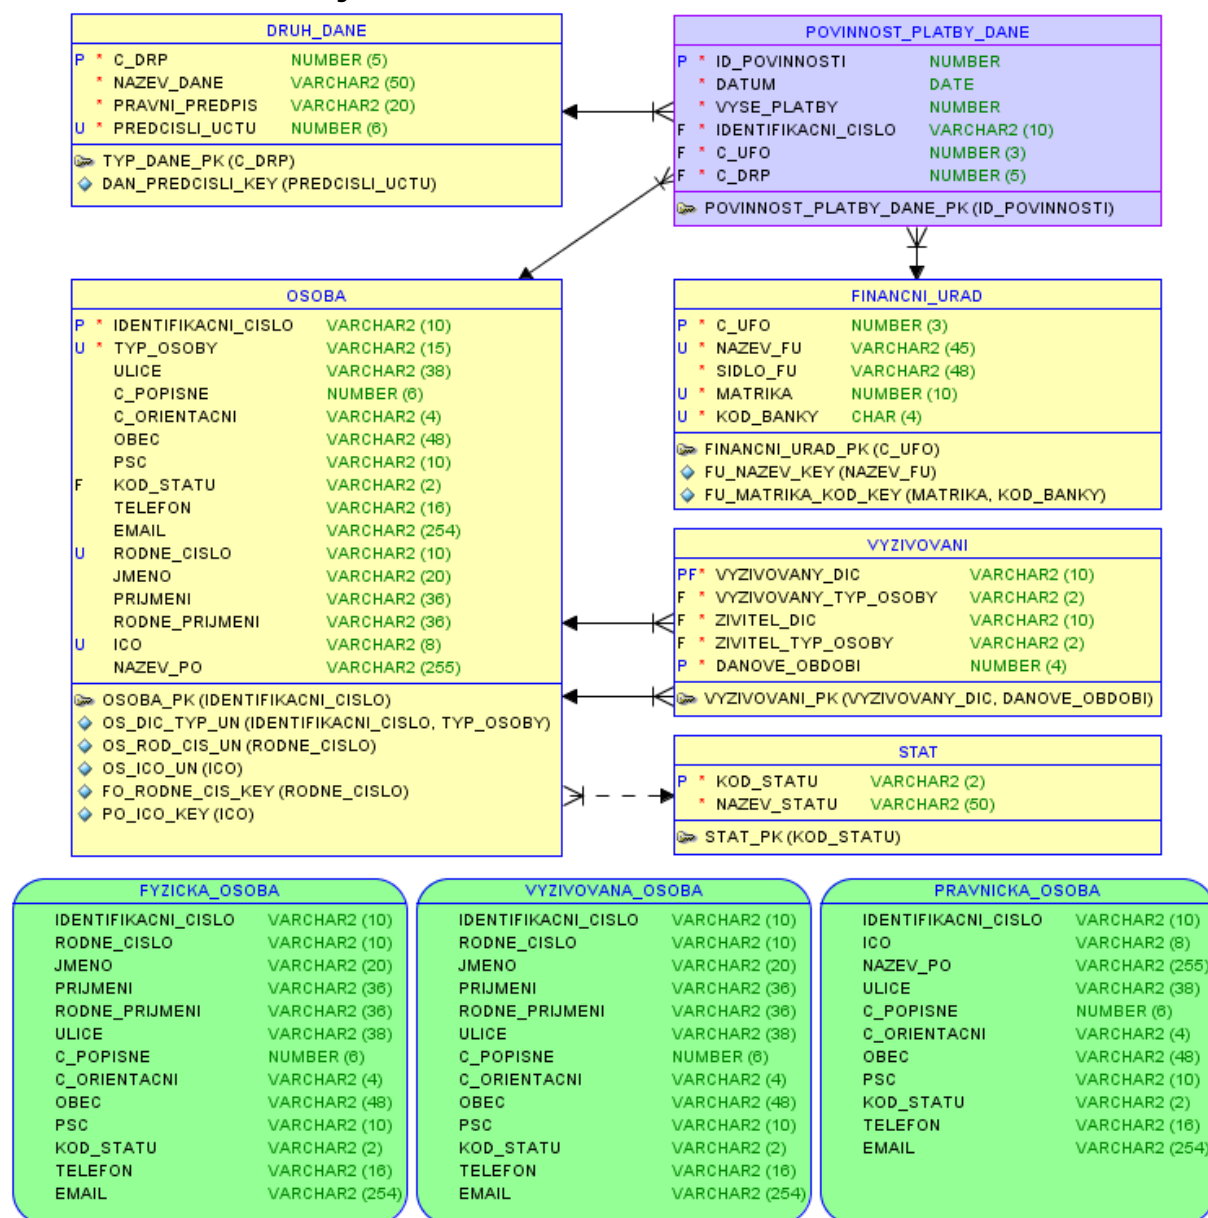 DRUH_DANE
P * C_DRP NUMBER (5)
* NAZEV_DANE VARCHAR2 (50)
* PRAVNI_PREDPIS VARCHAR2 (20)
U * PREDCISLI_UCTU NUMBER (6)
TYP_DANE_PK (C_DRP)
DAN_PREDCISLI_KEY (PREDCISLI_UCTU)
POVINNOST_PLATBY_DANE
P * ID_POVINNOSTI NUMBER
* DATUM DATE
* VYSE_PLATBY NUMBER
F * IDENTIFIKACNI_CISLO VARCHAR2 (10)
F * C_UFO NUMBER (3)
F * C_DRP NUMBER (5)
POVINNOST_PLATBY_DANE_PK (ID_POVINNOSTI)
OSOBA
P * IDENTIFIKACNI_CISLO VARCHAR2 (10)
U * TYP_OSOBY VARCHAR2 (15)
ULICE VARCHAR2 (38)
C_POPISNE NUMBER (6)
C_ORIENTACNI VARCHAR2 (4)
OBEC VARCHAR2 (48)
PSC VARCHAR2 (10)
F KOD_STATU VARCHAR2 (2)
TELEFON VARCHAR2 (16)
EMAIL VARCHAR2 (254)
U RODNE_CISLO VARCHAR2 (10)
JMENO VARCHAR2 (20)
PRIJMENI VARCHAR2 (36)
RODNE_PRIJMENI VARCHAR2 (36)
U ICO VARCHAR2 (8)
NAZEV_PO VARCHAR2 (255)
OSOBA_PK (IDENTIFIKACNI_CISLO)
OS_DIC_TYP_UN (IDENTIFIKACNI_CISLO, TYP_OSOBY)
OS_ROD_CIS_UN (RODNE_CISLO)
OS_ICO_UN (ICO)
FO_RODNE_CIS_KEY (RODNE_CISLO)
PO_ICO_KEY (ICO)
FINANCNI_URAD
P * C_UFO NUMBER (3)
U * NAZEV_FU VARCHAR2 (45)
* SIDLO_FU VARCHAR2 (48)
U * MATRIKA NUMBER (10)
U * KOD_BANKY CHAR (4)
FINANCNI_URAD_PK (C_UFO)
FU_NAZEV_KEY (NAZEV_FU)
FU_MATRIKA_KOD_KEY (MATRIKA, KOD_BANKY)
VYZIVOVANI
PF* VYZIVOVANY_DIC VARCHAR2 (10)
F * VYZIVOVANY_TYP_OSOBY VARCHAR2 (2)
F * ZIVITEL_DIC VARCHAR2 (10)
F * ZIVITEL_TYP_OSOBY VARCHAR2 (2)
P * DANOVE_OBDOBI NUMBER (4)
VYZIVOVANI_PK (VYZIVOVANY_DIC, DANOVE_OBDOBI)
STAT
P * KOD_STATU VARCHAR2 (2)
* NAZEV_STATU VARCHAR2 (50)
STAT_PK (KOD_STATU)
FYZICKA_OSOBA
IDENTIFIKACNI_CISLO VARCHAR2 (10)
RODNE_CISLO VARCHAR2 (10)
JMENO VARCHAR2 (20)
PRIJMENI VARCHAR2 (36)
RODNE_PRIJMENI VARCHAR2 (36)
ULICE VARCHAR2 (38)
C_POPISNE NUMBER (6)
C_ORIENTACNI VARCHAR2 (4)
OBEC VARCHAR2 (48)
PSC VARCHAR2 (10)
KOD_STATU VARCHAR2 (2)
TELEFON VARCHAR2 (16)
EMAIL VARCHAR2 (254)
VYZIVOVANA_OSOBA
IDENTIFIKACNI_CISLO VARCHAR2 (10)
RODNE_CISLO VARCHAR2 (10)
JMENO VARCHAR2 (20)
PRIJMENI VARCHAR2 (36)
RODNE_PRIJMENI VARCHAR2 (36)
ULICE VARCHAR2 (38)
C_POPISNE NUMBER (6)
C_ORIENTACNI VARCHAR2 (4)
OBEC VARCHAR2 (48)
PSC VARCHAR2 (10)
KOD_STATU VARCHAR2 (2)
TELEFON VARCHAR2 (16)
EMAIL VARCHAR2 (254)
PRAVNICKA_OSOBA
IDENTIFIKACNI_CISLO VARCHAR2 (10)
ICO VARCHAR2 (8)
NAZEV_PO VARCHAR2 (255)
ULICE VARCHAR2 (38)
C_POPISNE NUMBER (6)
C_ORIENTACNI VARCHAR2 (4)
OBEC VARCHAR2 (48)
PSC VARCHAR2 (10)
KOD_STATU VARCHAR2 (2)
TELEFON VARCHAR2 (16)
EMAIL VARCHAR2 (254)